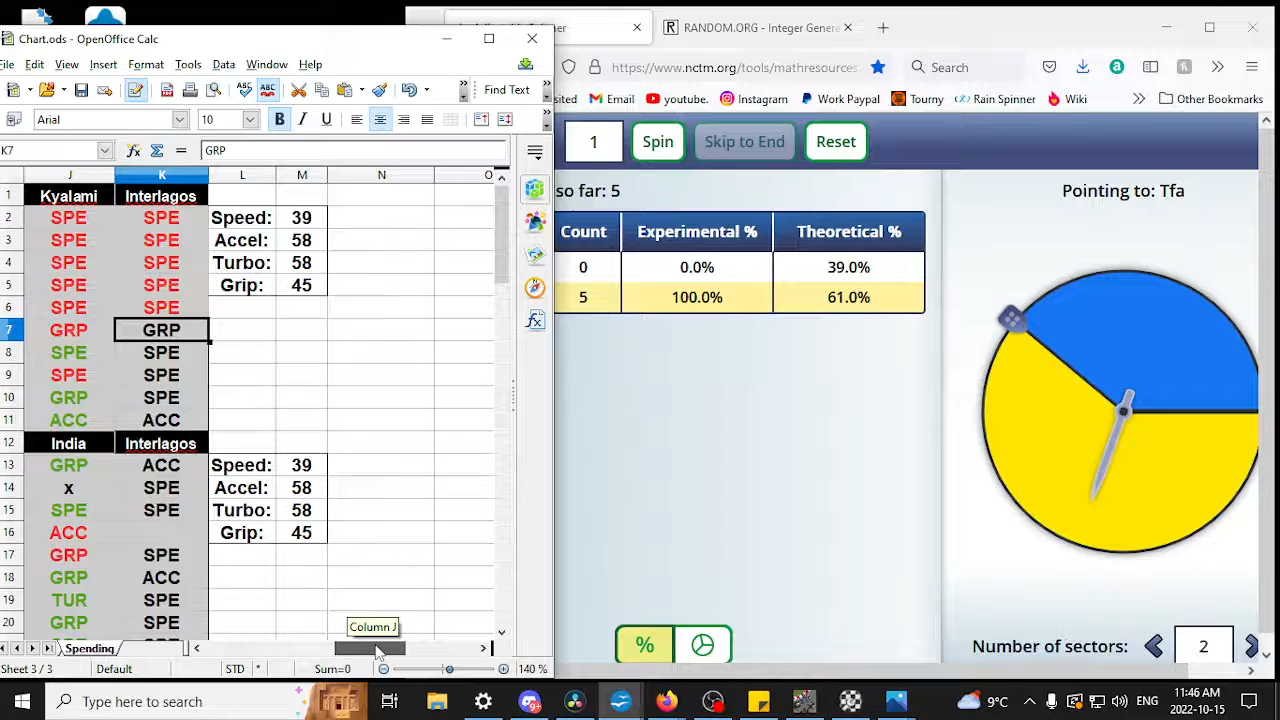 Chart.ods - OpenOffice Calc
RANDOM.ORG - Integer Genera
File Edit View Insert Format Tools Data Window Help
https://www.nctm.org/tools/mathresources
Search
Find Text
Email youtube. Instagram Work Paypal Tourny Rain Spinner Wiki Other Bookmarks
Arial 10 B I U
K7 GRP
1 Spin Skip to End Reset
J K L M N O
so far: 5
Pointing to: Tfa
1 Kyalami Interlagos
2 SPE SPE Speed: 39
3 SPE SPE Accel: 58
4 SPE SPE Turbo: 58
5 SPE SPE Grip: 45
6 SPE SPE
7 GRP GRP
8 SPE SPE
9 SPE SPE
10 GRP SPE
11 ACC ACC
12 India Interlagos
13 GRP ACC Speed: 39
14 x SPE Accel: 58
15 SPE SPE Turbo: 58
16 ACC Grip: 45
17 GRP SPE
18 GRP ACC
19 TUR SPE
20 GRP SPE
Count Experimental % Theoretical %
0 0.0% 39.0%
5 100.0% 61.0%
Column J
%
Number of sectors: 2
Spending
Sheet 3 / 3 Default STD * Sum=0 140 %
Type here to search
9°C
ENG
11:46 AM
2022-10-15